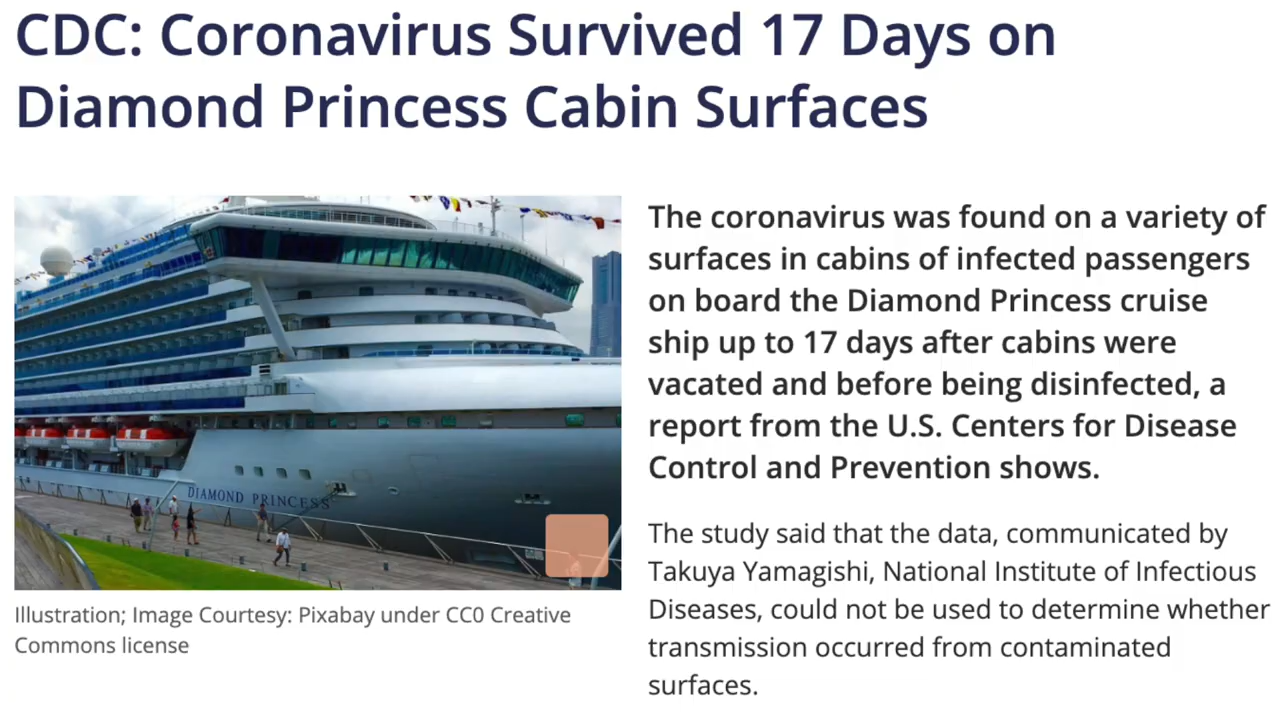 CDC: Coronavirus Survived 17 Days on
Diamond Princess Cabin Surfaces
DIAMOND PRINCESS
Illustration; Image Courtesy: Pixabay under CC0 Creative
Commons license
The coronavirus was found on a variety of
surfaces in cabins of infected passengers
on board the Diamond Princess cruise
ship up to 17 days after cabins were
vacated and before being disinfected, a
report from the U.S. Centers for Disease
Control and Prevention shows.
The study said that the data, communicated by
Takuya Yamagishi, National Institute of Infectious
Diseases, could not be used to determine whether
transmission occurred from contaminated
surfaces.